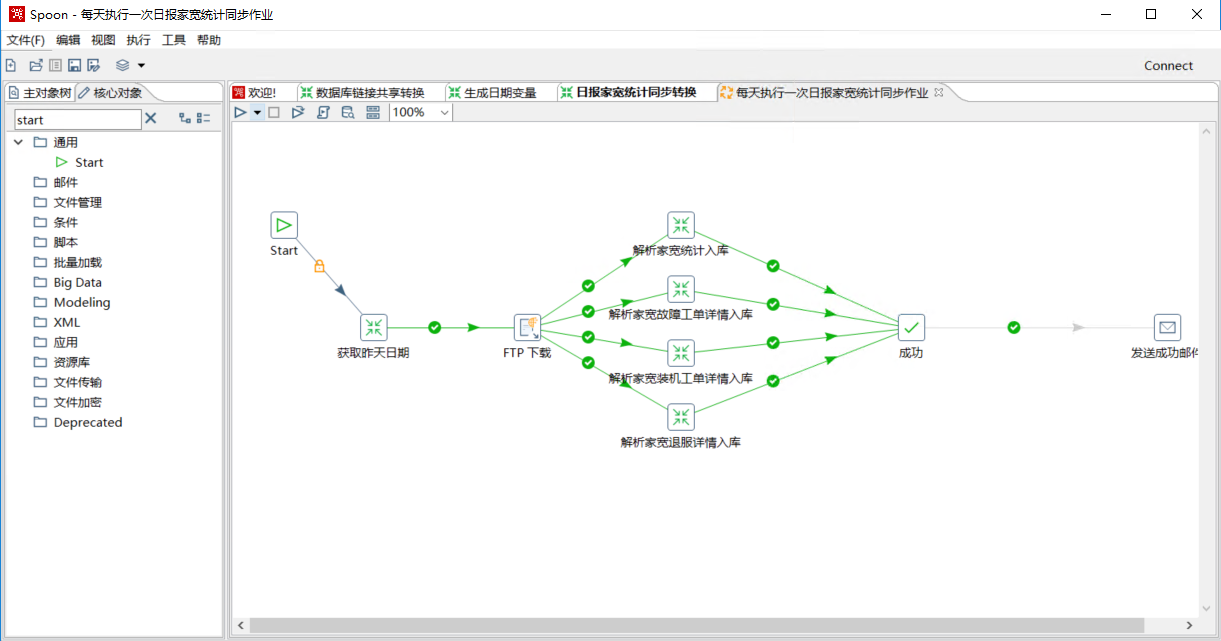 Spoon - 每天执行一次日报家宽统计同步作业
文件(F) 编辑 视图 执行 工具 帮助
Connect
主对象树 核心对象
欢迎! 数据库链接共享转换 生成日期变量 日报家宽统计同步转换 每天执行一次日报家宽统计同步作业
start
100%
通用
Start
邮件
文件管理
条件
脚本
批量加载
Big Data
Modeling
XML
应用
资源库
文件传输
文件加密
Deprecated
Start
获取昨天日期
FTP 下载
解析家宽统计入库
解析家宽故障工单详情入库
解析家宽装机工单详情入库
解析家宽退服详情入库
成功
发送成功邮件